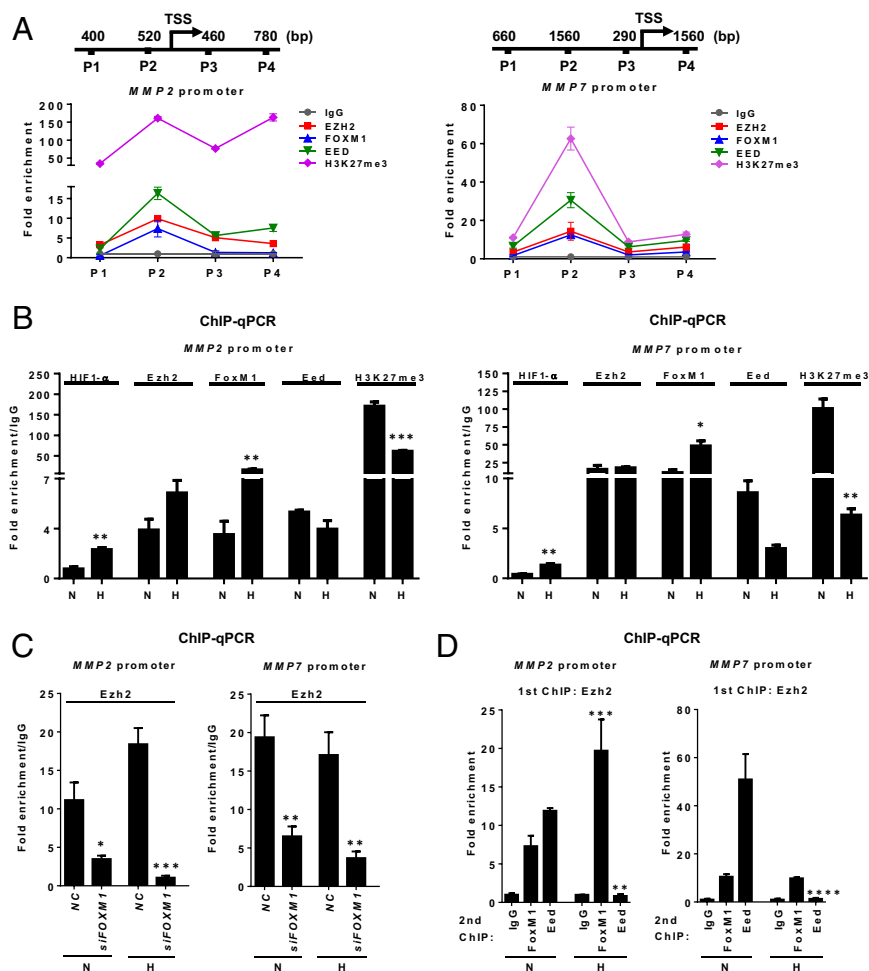 A
TSS
400 520 460 780 (bp)
P1 P2 P3 P4
MMP2 promoter
Fold enrichment
200
150
100
50
15
10
5
0
P1 P2 P3 P4
IgG
EZH2
FOXM1
EED
H3K27me3
TSS
660 1560 290 1560 (bp)
P1 P2 P3 P4
MMP7 promoter
Fold enrichment
80
60
40
20
0
P1 P2 P3 P4
IgG
EZH2
FOXM1
EED
H3K27me3
B
ChIP-qPCR
MMP2 promoter
HIF1-α Ezh2 FoxM1 Eed H3K27me3
Fold enrichment/IgG
250
200
150
100
50
7
4
0
** ** ***
N H N H N H N H N H
ChIP-qPCR
MMP7 promoter
HIF1-α Ezh2 FoxM1 Eed H3K27me3
Fold enrichment/IgG
150
125
100
75
50
25
10
5
0
** * **
N H N H N H N H N H
C
ChIP-qPCR
MMP2 promoter
Ezh2
Fold enrichment/IgG
25
20
15
10
5
0
* ***
NC siFOXM1 NC siFOXM1
N H
MMP7 promoter
Ezh2
Fold enrichment/IgG
25
20
15
10
5
0
** **
NC siFOXM1 NC siFOXM1
N H
D
ChIP-qPCR
MMP2 promoter
1st ChIP: Ezh2
Fold enrichment
25
20
15
10
5
0
*** **
2nd ChIP: IgG FoxM1 Eed IgG FoxM1 Eed
N H
MMP7 promoter
1st ChIP: Ezh2
Fold enrichment
80
60
40
20
0
****
2nd ChIP: IgG FoxM1 Eed IgG FoxM1 Eed
N H